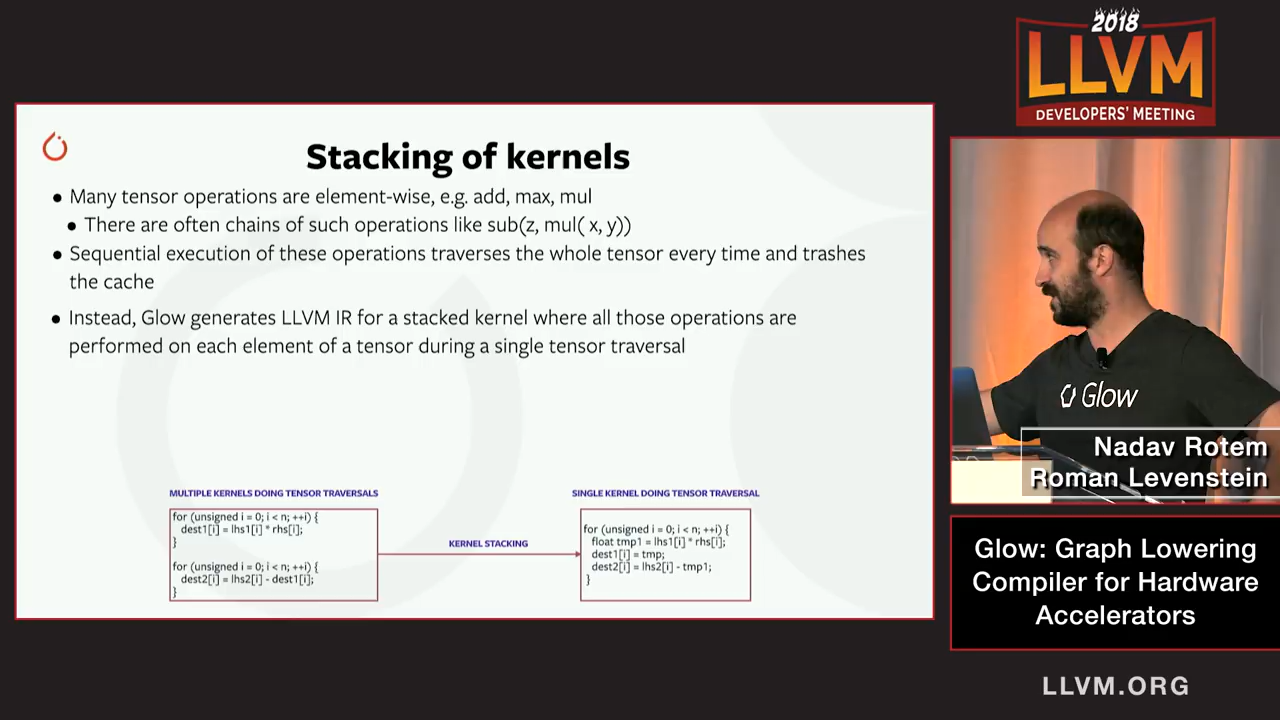 2018
LLVM
DEVELOPERS' MEETING
Stacking of kernels
● Many tensor operations are element-wise, e.g. add, max, mul
● There are often chains of such operations like sub(z, mul( x, y))
● Sequential execution of these operations traverses the whole tensor every time and trashes
the cache
● Instead, Glow generates LLVM IR for a stacked kernel where all those operations are
performed on each element of a tensor during a single tensor traversal
MULTIPLE KERNELS DOING TENSOR TRAVERSALS
for (unsigned i = 0; i < n; ++i) {
dest1[i] = lhs1[i] * rhs[i];
}
for (unsigned i = 0; i < n; ++i) {
dest2[i] = lhs2[i] - dest1[i];
}
KERNEL STACKING
SINGLE KERNEL DOING TENSOR TRAVERSAL
for (unsigned i = 0; i < n; ++i) {
float tmp1 = lhs1[i] * rhs[i];
dest1[i] = tmp;
dest2[i] = lhs2[i] - tmp1;
}
Glow
Nadav Rotem
Roman Levenstein
Glow: Graph Lowering
Compiler for Hardware
Accelerators
LLVM.ORG